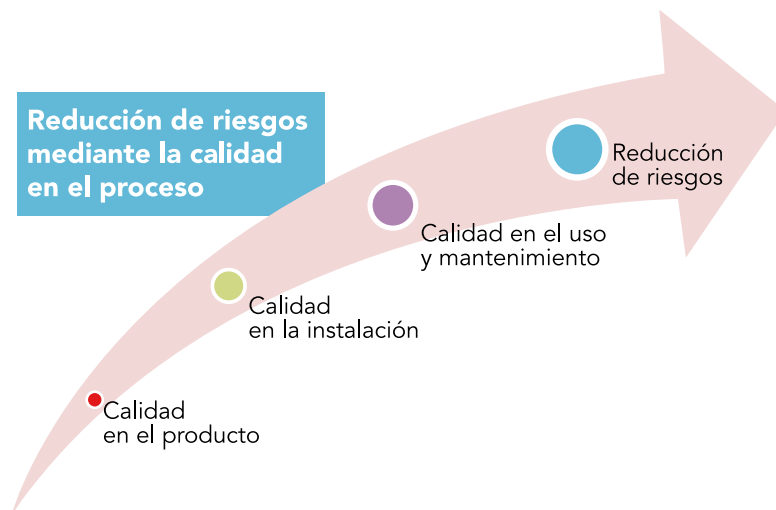 Reducción de riesgos
mediante la calidad
en el proceso
Reducción
de riesgos
Calidad en el uso
y mantenimiento
Calidad
en la instalación
Calidad
en el producto